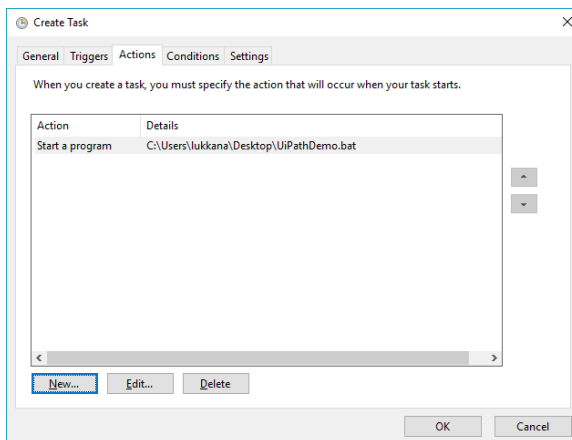 Create Task
General Triggers Actions Conditions Settings
When you create a task, you must specify the action that will occur when your task starts.
Action Details
Start a program C:\Users\lukkana\Desktop\UiPathDemo.bat
New... Edit... Delete
OK Cancel